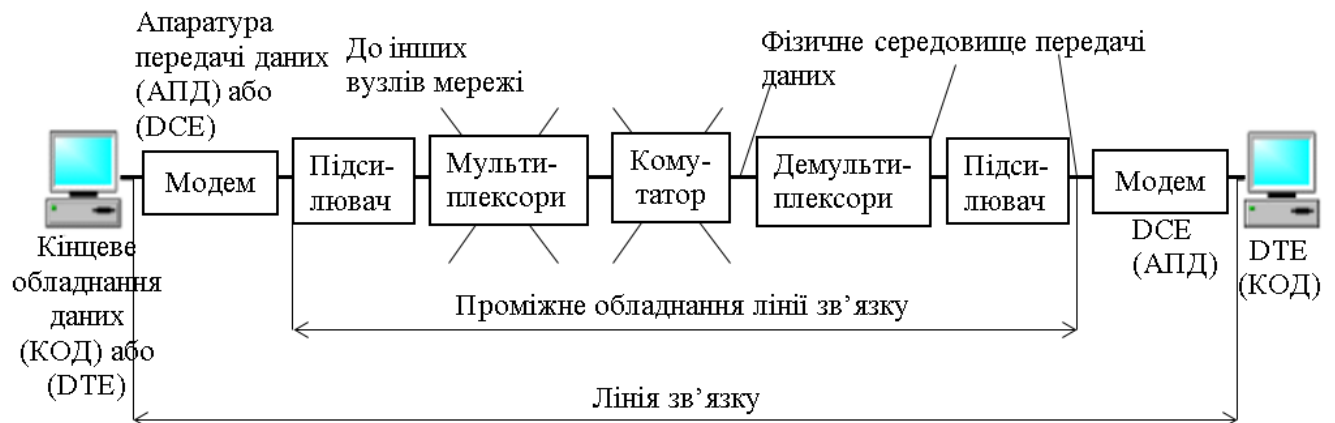 Апаратура
передачі даних
(АПД) або
(DCE)
До інших
вузлів мережі
Фізичне середовище передачі
даних
Модем
Підси-
лювач
Мульти-
плексори
Кому-
татор
Демульти-
плексори
Підси-
лювач
Модем
Кінцеве
обладнання
даних
(КОД) або
(DTE)
DCE
(АПД)
DTE
(КОД)
Проміжне обладнання лінії зв’язку
Лінія зв’язку